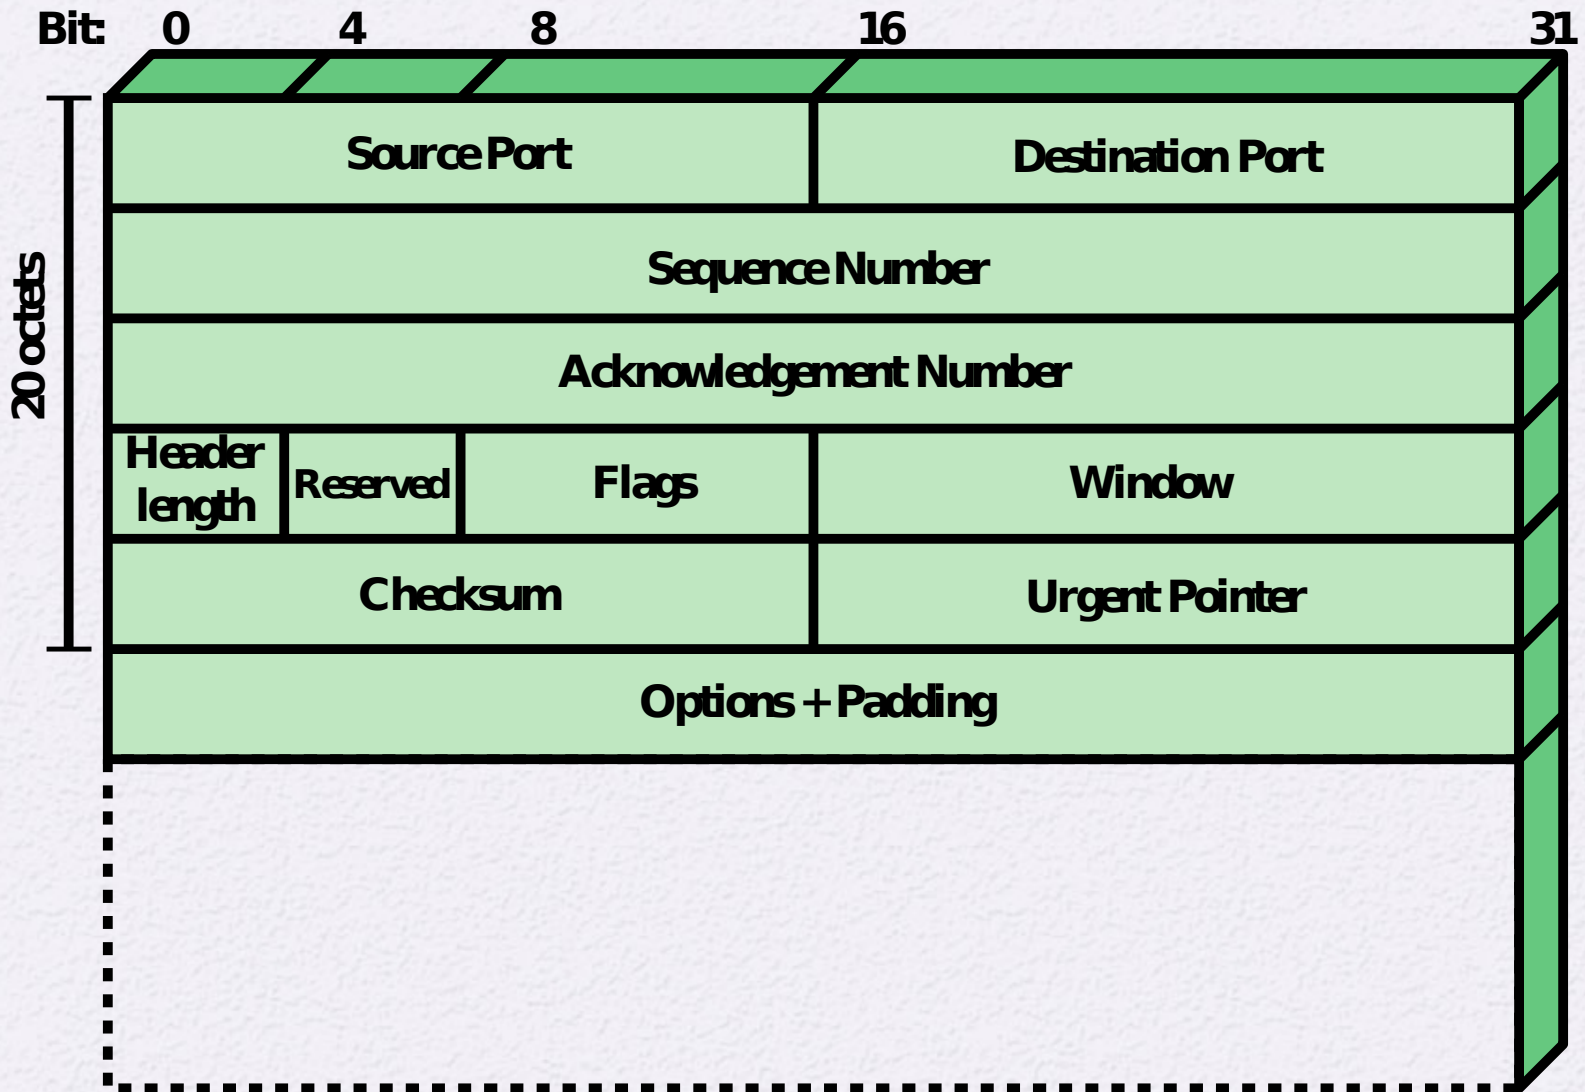 Bit: 0 4 8 16 31
Source Port Destination Port
Sequence Number
Acknowledgement Number
Header
length
Reserved Flags Window
Checksum Urgent Pointer
Options + Padding
20 octets